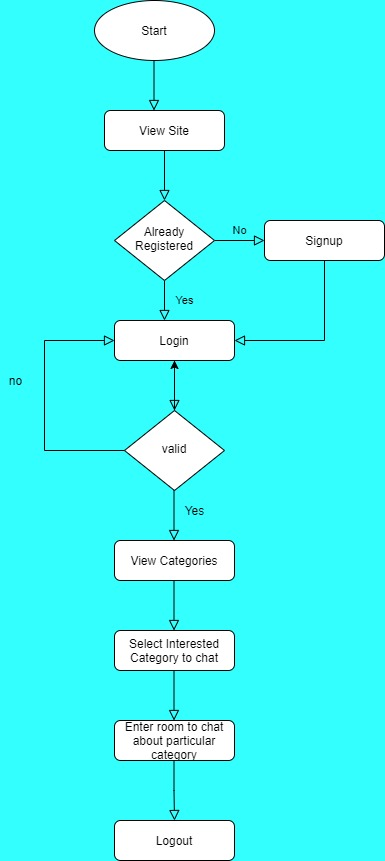 Start
View Site
Already
Registered
No
Signup
Yes
Login
no
valid
Yes
View Categories
Select Interested
Category to chat
Enter room to chat
about particular
category
Logout